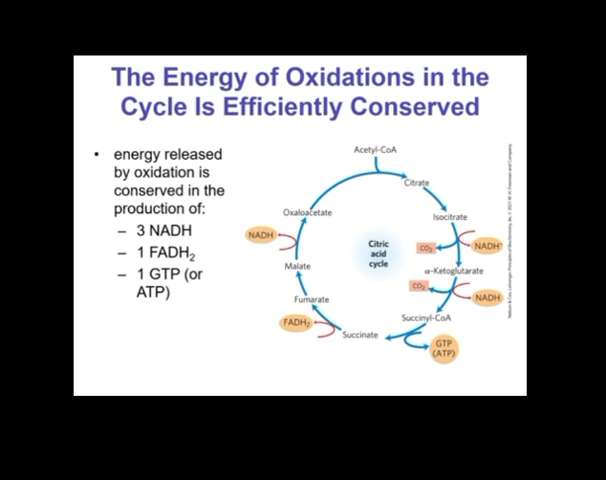 The Energy of Oxidations in the
Cycle Is Efficiently Conserved
• energy released
by oxidation is
conserved in the
production of:
– 3 NADH
– 1 FADH₂
– 1 GTP (or
ATP)
Acetyl-CoA
Citrate
Isocitrate
CO₂
NADH
α-Ketoglutarate
CO₂
NADH
Succinyl-CoA
GTP
(ATP)
Succinate
FADH₂
Fumarate
Malate
NADH
Oxaloacetate
Citric
acid
cycle